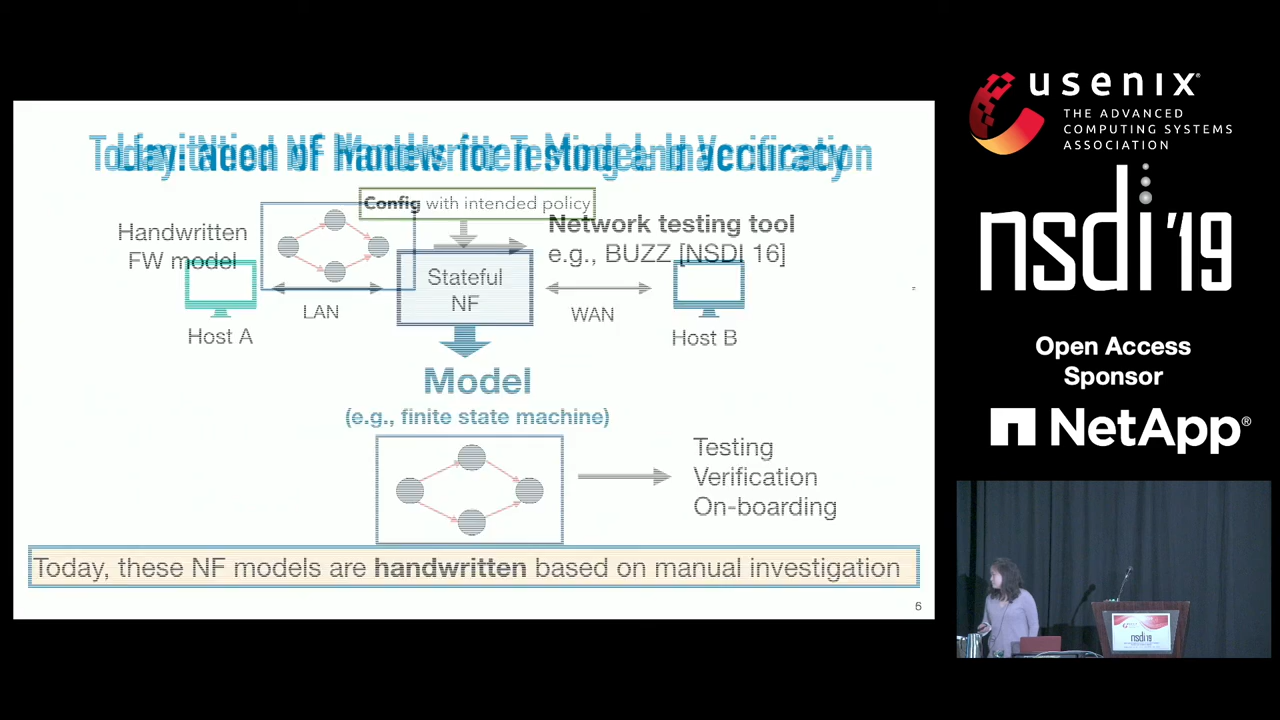 Config with intended policy
Handwritten
FW model
Network testing tool
e.g., BUZZ [NSDI 16]
Stateful
NF
LAN
WAN
Host A
Host B
Model
(e.g., finite state machine)
Testing
Verification
On-boarding
Today, these NF models are handwritten based on manual investigation
6
usenix®
THE ADVANCED
COMPUTING SYSTEMS
ASSOCIATION
nsdi '19
Open Access
Sponsor
NetApp®
nsdi'19